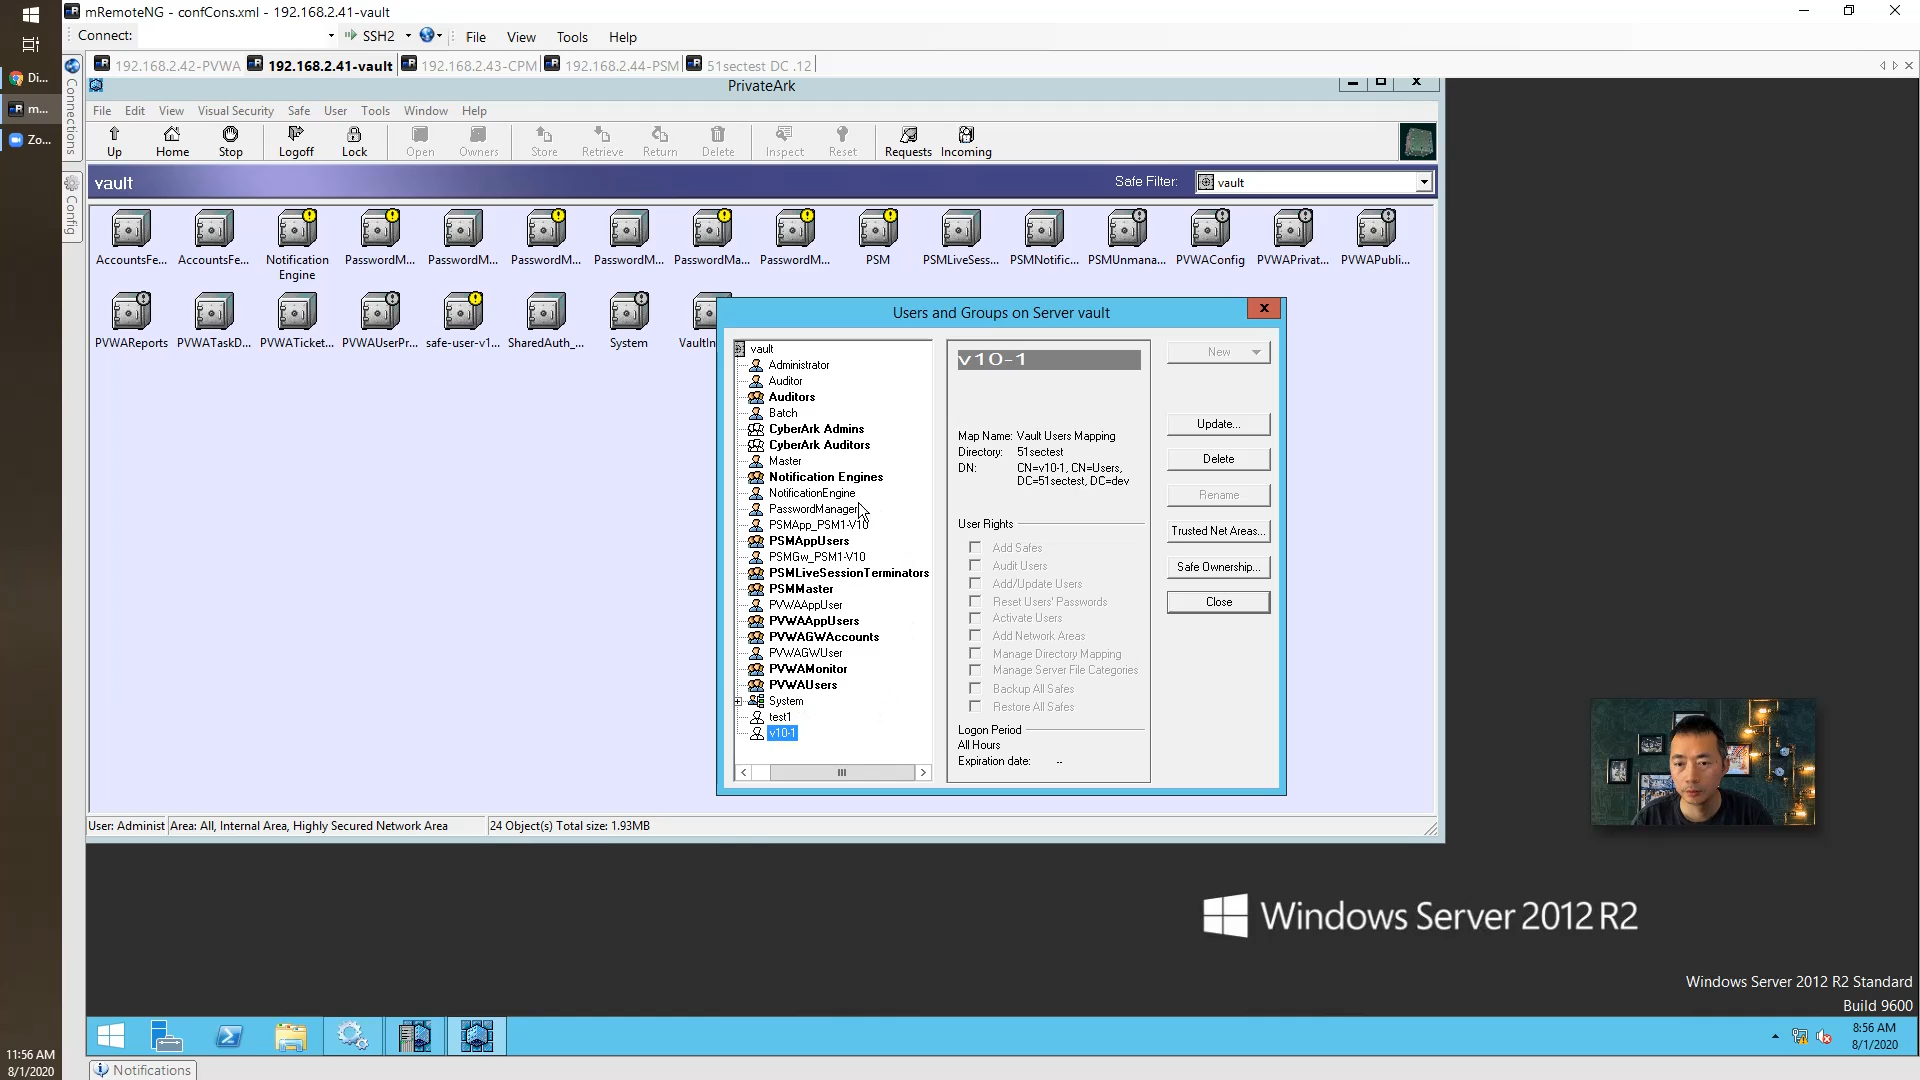 mRemoteNG - confCons.xml - 192.168.2.41-vault
Connect: SSH2 File View Tools Help
192.168.2.42-PVWA 192.168.2.41-vault 192.168.2.43-CPM 192.168.2.44-PSM 51sectest DC .12
Di...
m...
Zo...
Connections
Config
PrivateArk
File Edit View Visual Security Safe User Tools Window Help
Up Home Stop Logoff Lock Open Owners Store Retrieve Return Delete Inspect Reset Requests Incoming
vault Safe Filter: vault
AccountsFe... AccountsFe... Notification Engine PasswordM... PasswordM... PasswordM... PasswordM... PasswordMa... PasswordM... PSM PSMLiveSess... PSMNotific... PSMUnmana... PVWAConfig PVWAPrivat... PVWAPubli...
PVWAReports PVWATaskD... PVWATicket... PVWAUserPr... safe-user-v1... SharedAuth_... System VaultIn
Users and Groups on Server vault
vault
Administrator
Auditor
Auditors
Batch
CyberArk Admins
CyberArk Auditors
Master
Notification Engines
NotificationEngine
PasswordManager
PSMApp_PSM1-V10
PSMAppUsers
PSMGw_PSM1-V10
PSMLiveSessionTerminators
PSMMaster
PVWAAppUser
PVWAAppUsers
PVWAGWAccounts
PVWAGWUser
PVWAMonitor
PVWAUsers
System
test1
v10-1
v10-1
Map Name: Vault Users Mapping
Directory: 51sectest
DN: CN=v10-1, CN=Users,
DC=51sectest, DC=dev
User Rights
Add Safes
Audit Users
Add/Update Users
Reset Users' Passwords
Activate Users
Add Network Areas
Manage Directory Mapping
Manage Server File Categories
Backup All Safes
Restore All Safes
Logon Period
All Hours
Expiration date: --
New
Update...
Delete
Rename
Trusted Net Areas...
Safe Ownership...
Close
User: Administ Area: All, Internal Area, Highly Secured Network Area 24 Object(s) Total size: 1.93MB
Windows Server 2012 R2
Windows Server 2012 R2 Standard
Build 9600
8:56 AM
8/1/2020
11:56 AM
8/1/2020
Notifications